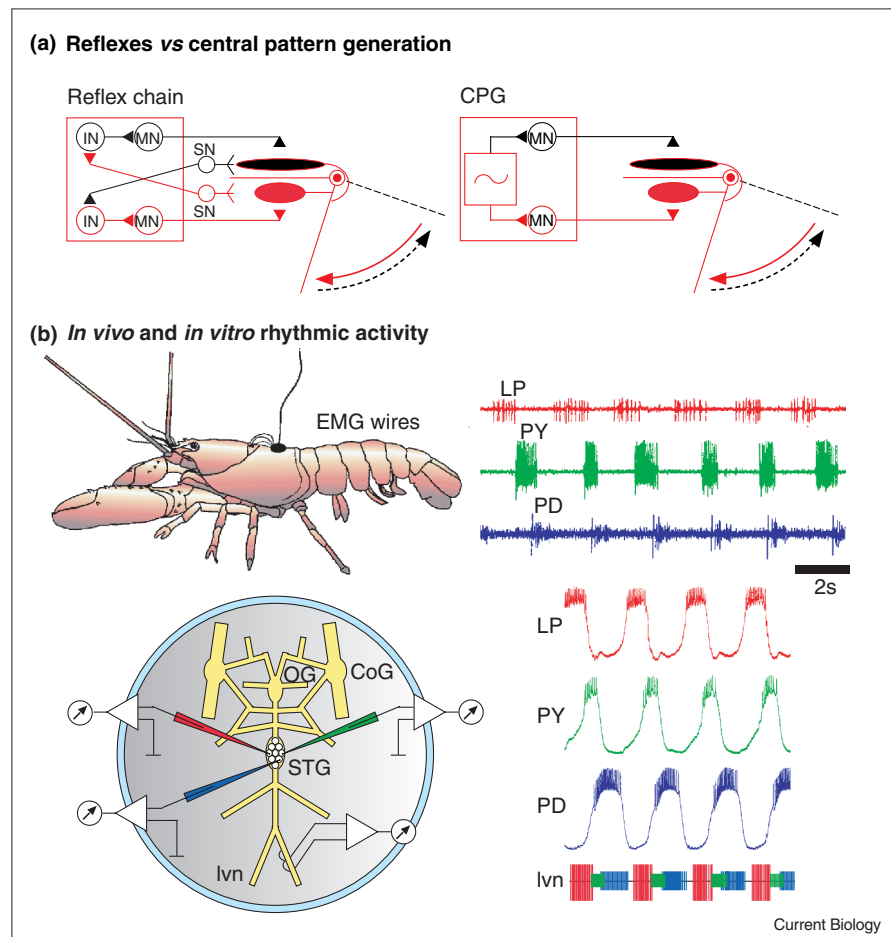 (a) Reflexes vs central pattern generation
Reflex chain
CPG
IN
MN
SN
IN
MN
SN
MN
MN
(b) In vivo and in vitro rhythmic activity
EMG wires
LP
PY
PD
2s
OG
CoG
STG
lvn
LP
PY
PD
lvn
Current Biology